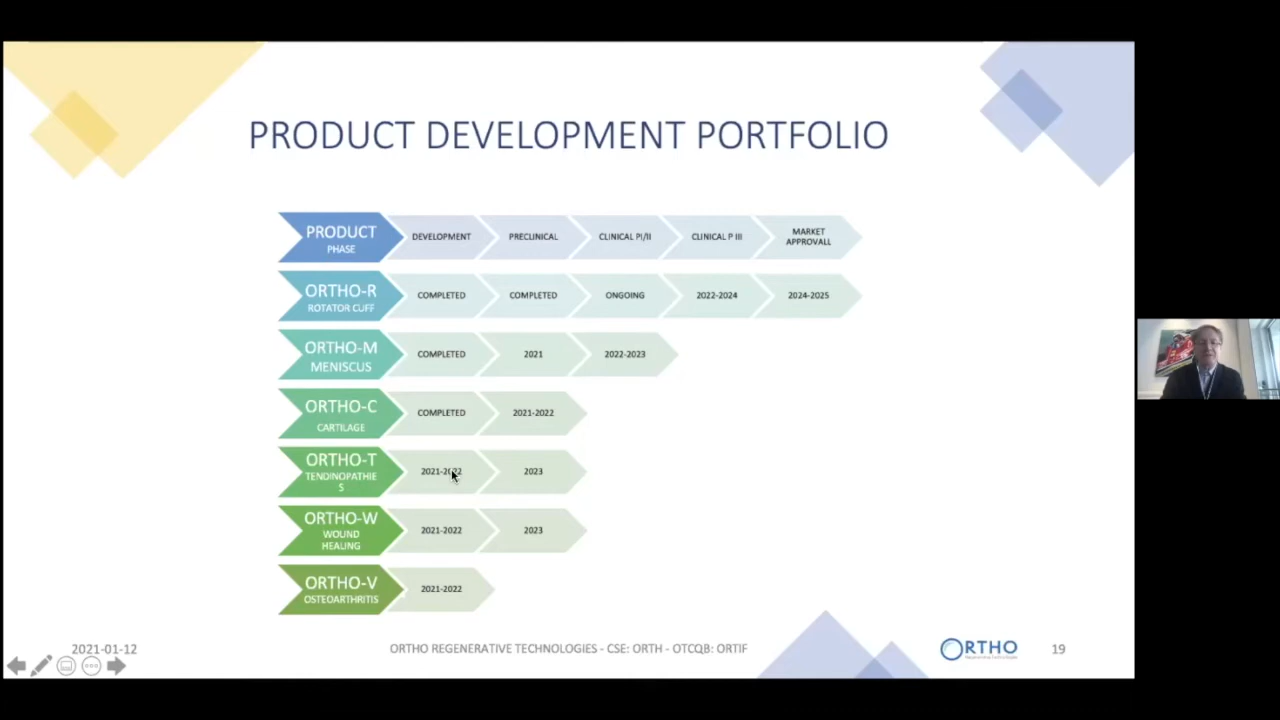 PRODUCT DEVELOPMENT PORTFOLIO
PRODUCT
PHASE
DEVELOPMENT
PRECLINICAL
CLINICAL PI/II
CLINICAL P III
MARKET
APPROVALL
ORTHO-R
ROTATOR CUFF
COMPLETED
COMPLETED
ONGOING
2022-2024
2024-2025
ORTHO-M
MENISCUS
COMPLETED
2021
2022-2023
ORTHO-C
CARTILAGE
COMPLETED
2021-2022
ORTHO-T
TENDINOPATHIE
S
2021-2022
2023
ORTHO-W
WOUND
HEALING
2021-2022
2023
ORTHO-V
OSTEOARTHRITIS
2021-2022
2021-01-12
ORTHO REGENERATIVE TECHNOLOGIES - CSE: ORTH - OTCQB: ORTIF
ORTHO
19